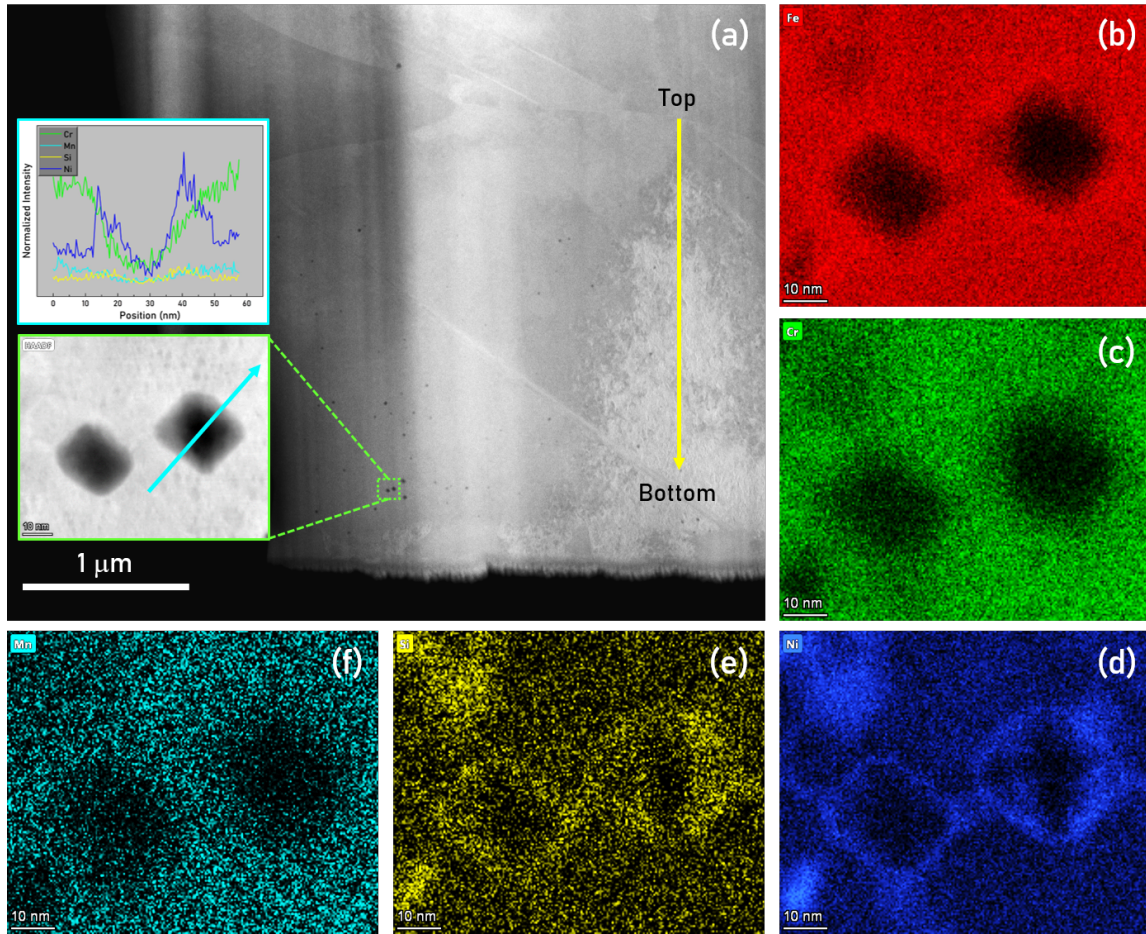 (a)
Top
Bottom
Cr
Mn
Si
Ni
Normalized Intensity
0 10 20 30 40 50 60
Position (nm)
HAADF
10 nm
1 μm
Fe
(b)
10 nm
Cr
(c)
10 nm
Mn
(f)
10 nm
Si
(e)
10 nm
Ni
(d)
10 nm